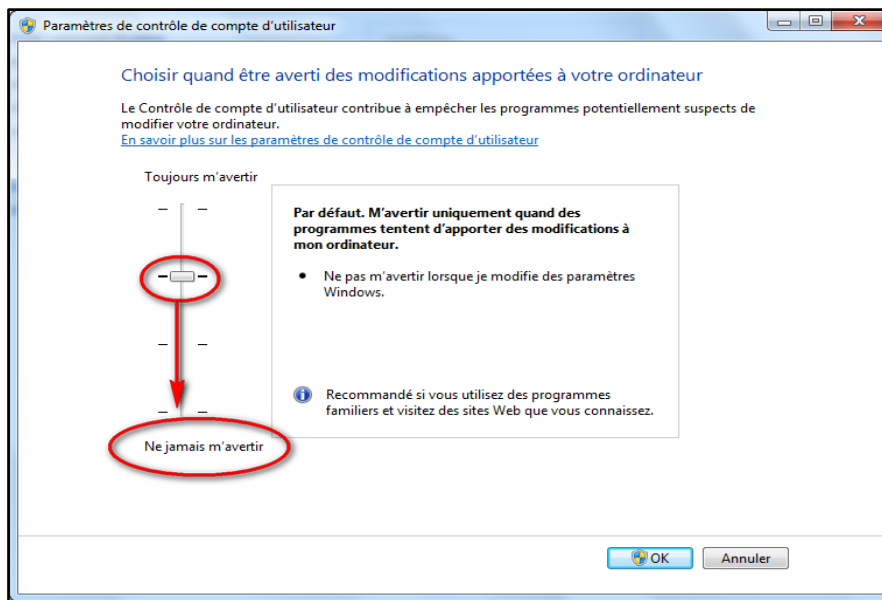 Paramètres de contrôle de compte d'utilisateur
Choisir quand être averti des modifications apportées à votre ordinateur
Le Contrôle de compte d'utilisateur contribue à empêcher les programmes potentiellement suspects de
modifier votre ordinateur.
En savoir plus sur les paramètres de contrôle de compte d'utilisateur
Toujours m'avertir
Par défaut. M'avertir uniquement quand des
programmes tentent d'apporter des modifications à
mon ordinateur.
• Ne pas m'avertir lorsque je modifie des paramètres
Windows.
Recommandé si vous utilisez des programmes
familiers et visitez des sites Web que vous connaissez.
Ne jamais m'avertir
OK Annuler